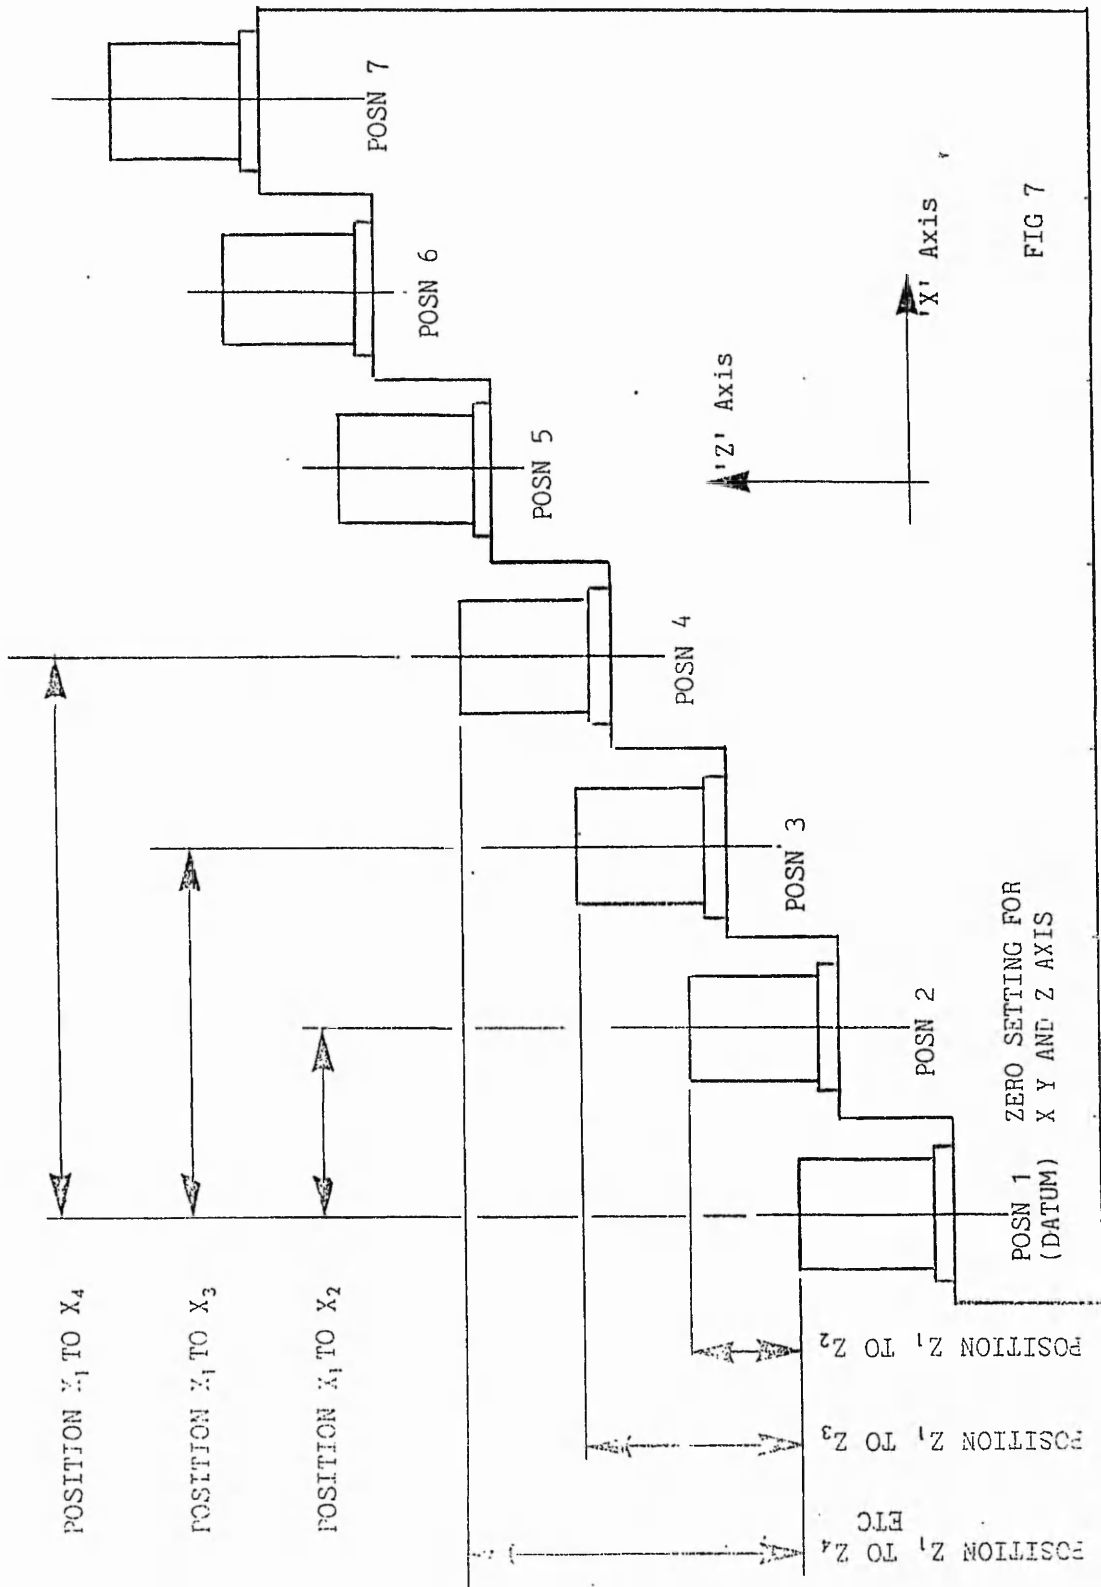 POSITION X₁ TO X₄
POSITION X₁ TO X₃
POSITION X₁ TO X₂
POSN 7
POSN 6
POSN 5
POSN 4
POSN 3
POSN 2
POSN 1
(DATUM)
ZERO SETTING FOR
X Y AND Z AXIS
'Z' Axis
'X' Axis
FIG 7
POSITION Z₁ TO Z₂
POSITION Z₁ TO Z₃
POSITION Z₁ TO Z₄
ETC